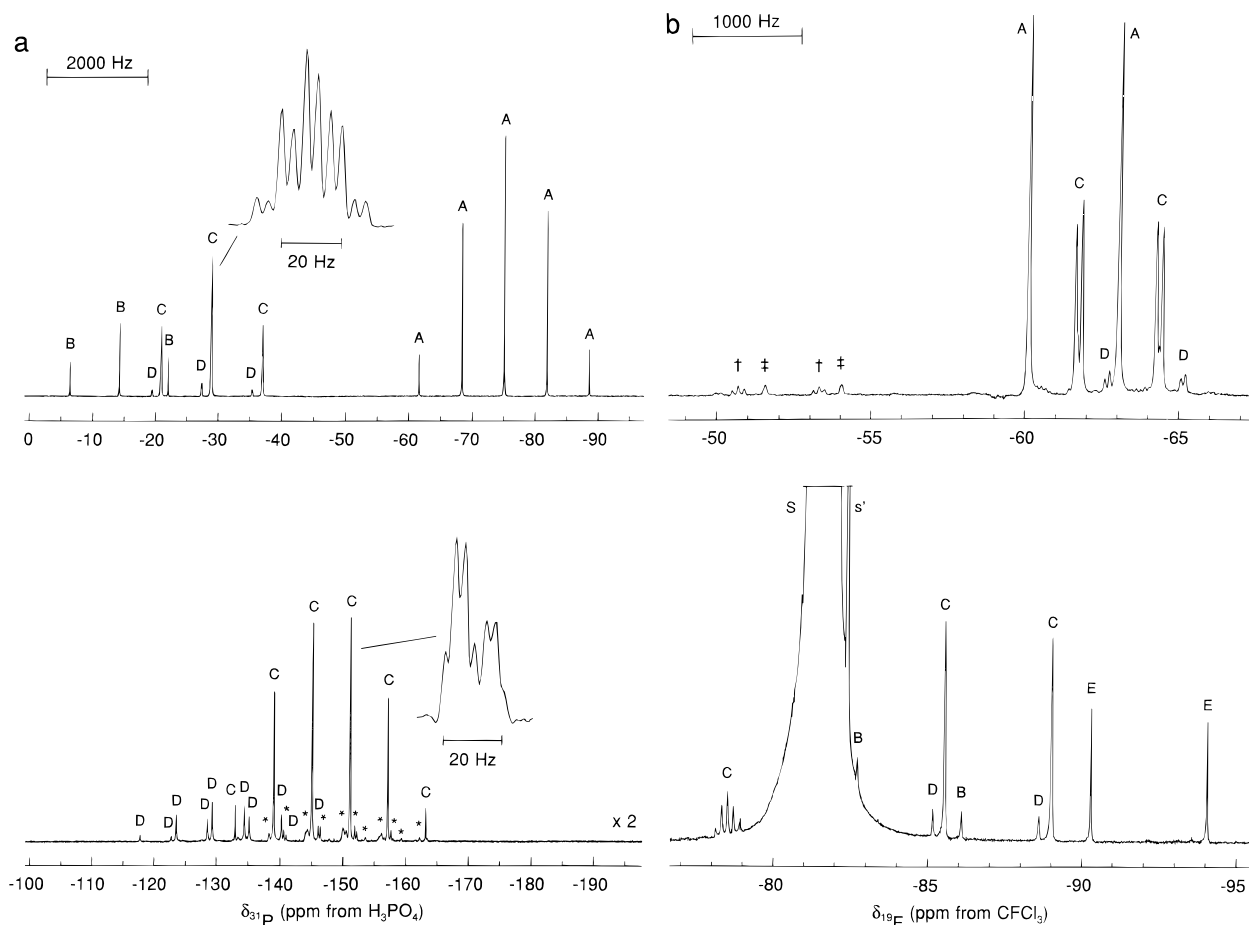 a
2000 Hz
20 Hz
B B C B D D C D C A A A A A
0 -10 -20 -30 -40 -50 -60 -70 -80 -90
b
1000 Hz
A A
C C
D D
† ‡ † ‡
-50 -55 -60 -65
20 Hz
D D D D D C D D C D * D * C D * * C * * * C * * C
x 2
-100 -110 -120 -130 -140 -150 -160 -170 -180 -190
δ31P (ppm from H3PO4)
S s'
C B D C B D C E E
-80 -85 -90 -95
δ19F (ppm from CFCl3)